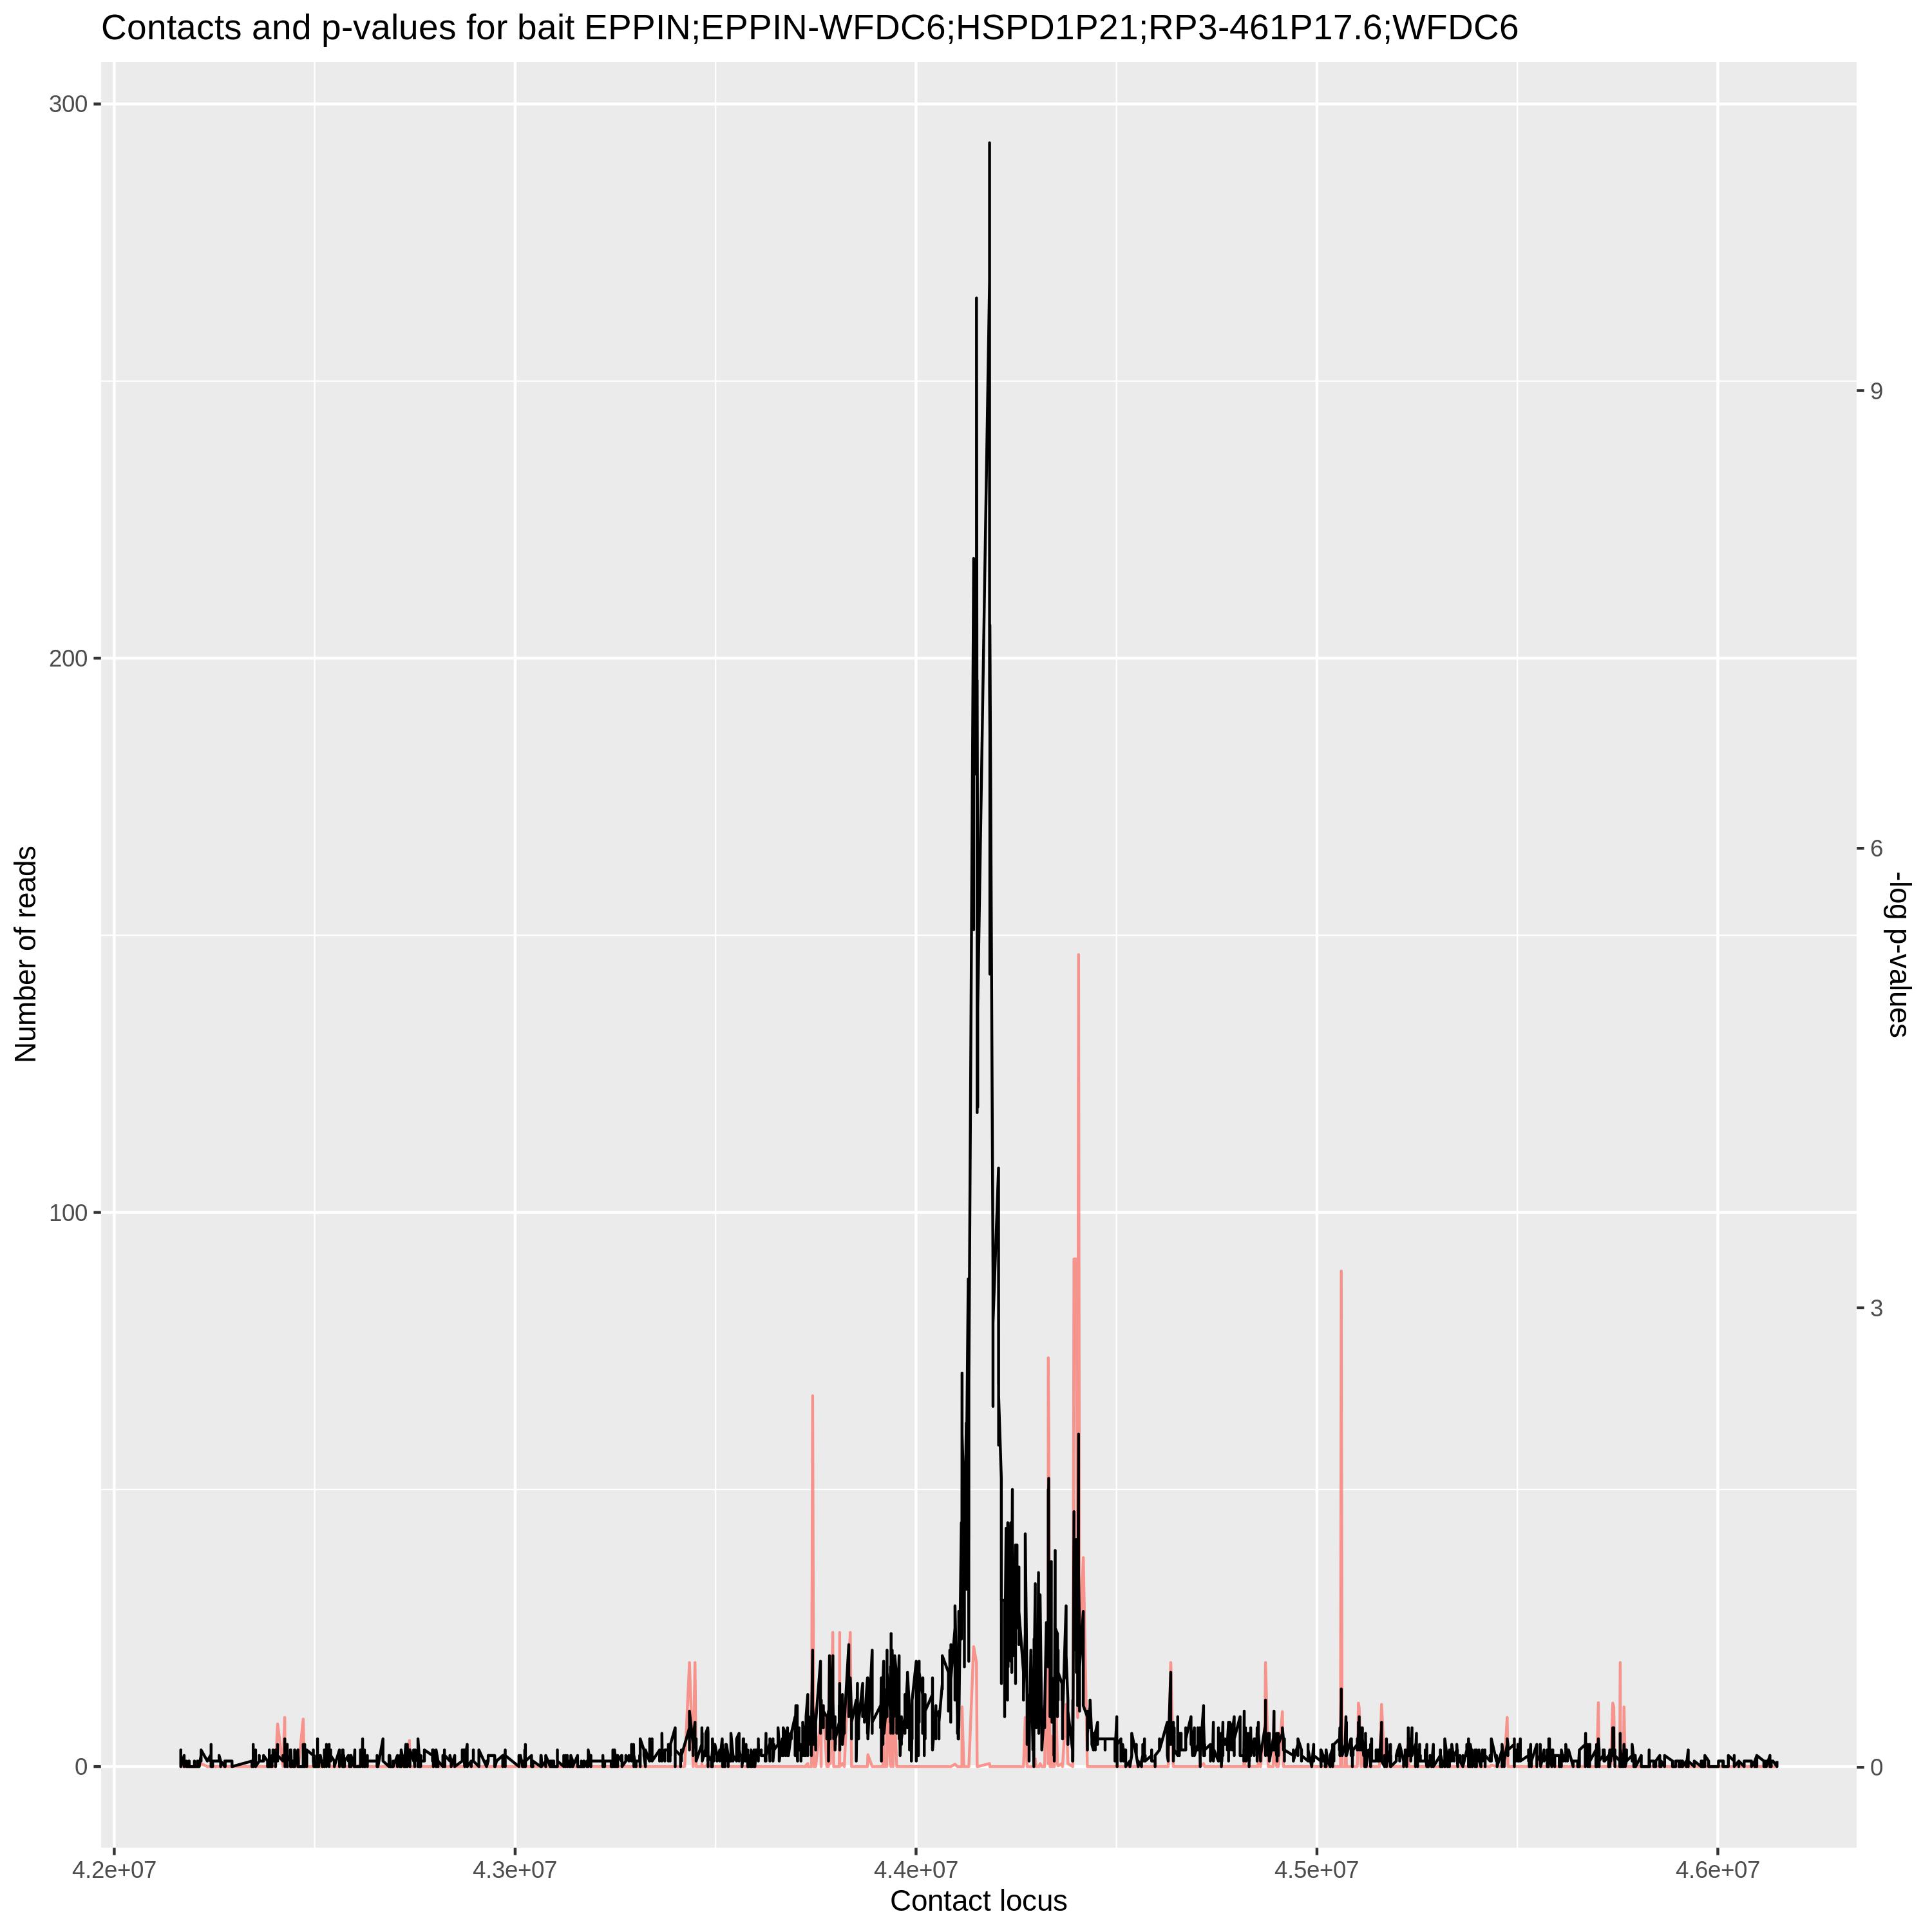 Contacts and p-values for bait EPPIN;EPPIN-WFDC6;HSPD1P21;RP3-461P17.6;WFDC6
300
200
100
0
Number of reads
9
6
3
0
-log p-values
4.2e+07
4.3e+07
4.4e+07
4.5e+07
4.6e+07
Contact locus